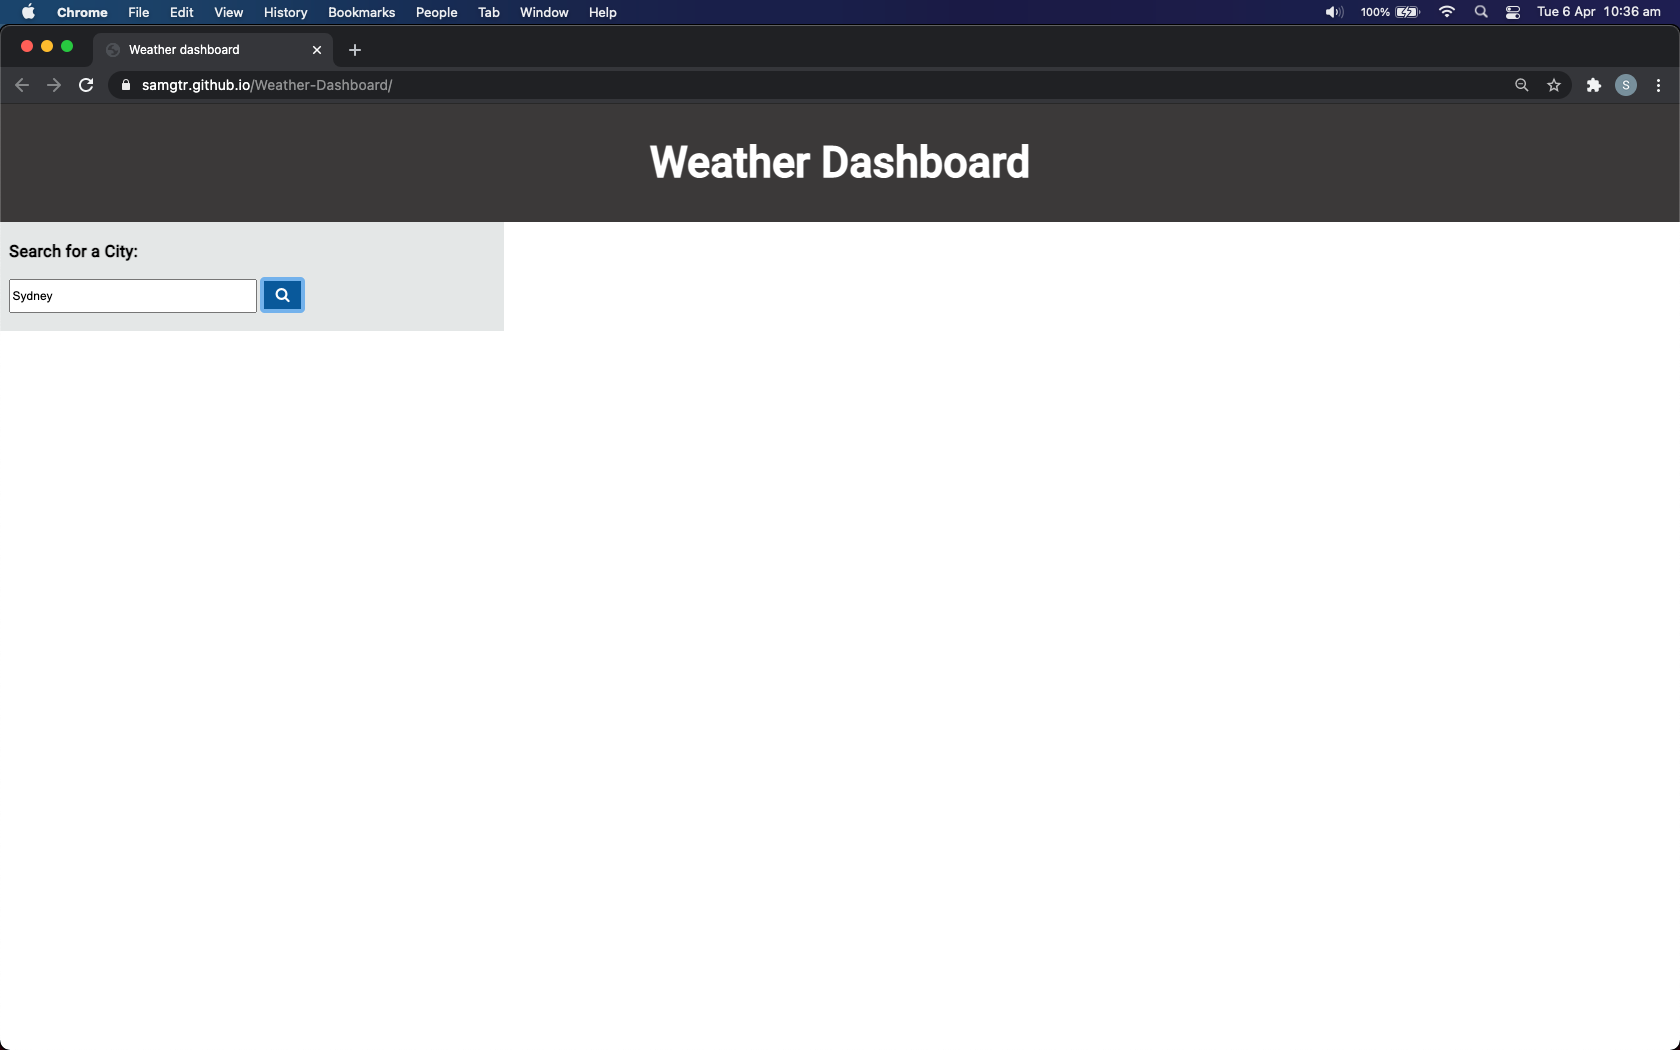 Chrome File Edit View History Bookmarks People Tab Window Help 100% Tue 6 Apr 10:36 am
Weather dashboard
samgtr.github.io/Weather-Dashboard/ S
Weather Dashboard
Search for a City:
Sydney